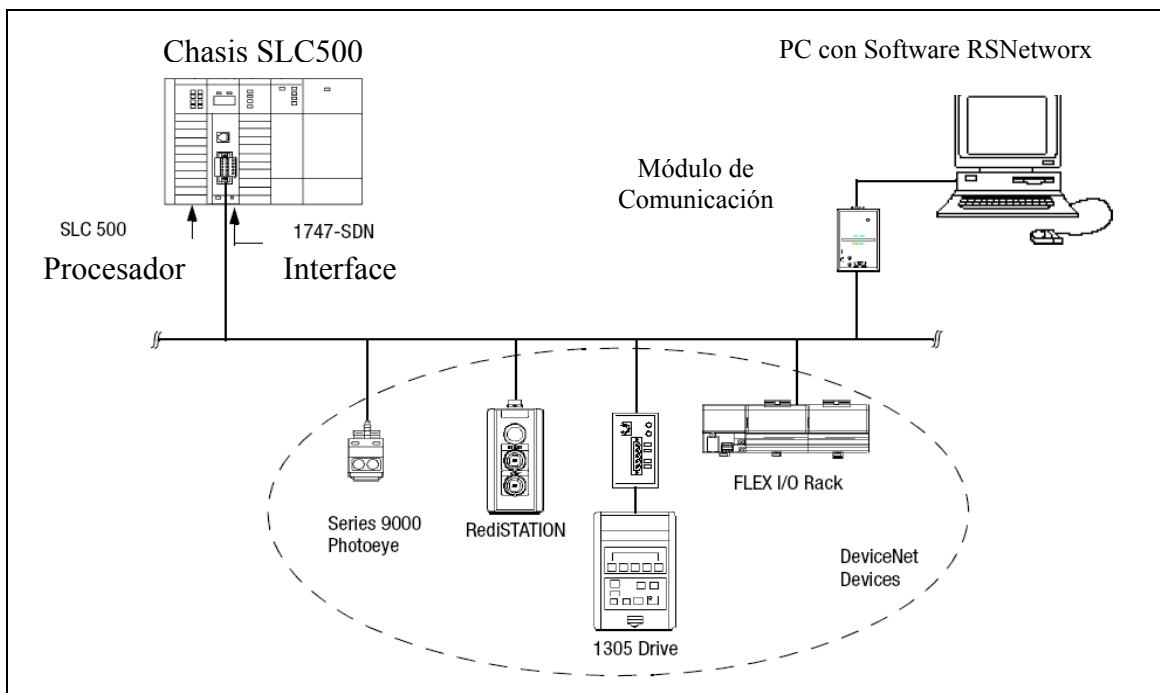 Chasis SLC500
PC con Software RSNetworx
Módulo de
Comunicación
SLC 500
1747-SDN
Procesador
Interface
Series 9000
Photoeye
RediSTATION
1305 Drive
FLEX I/O Rack
DeviceNet
Devices